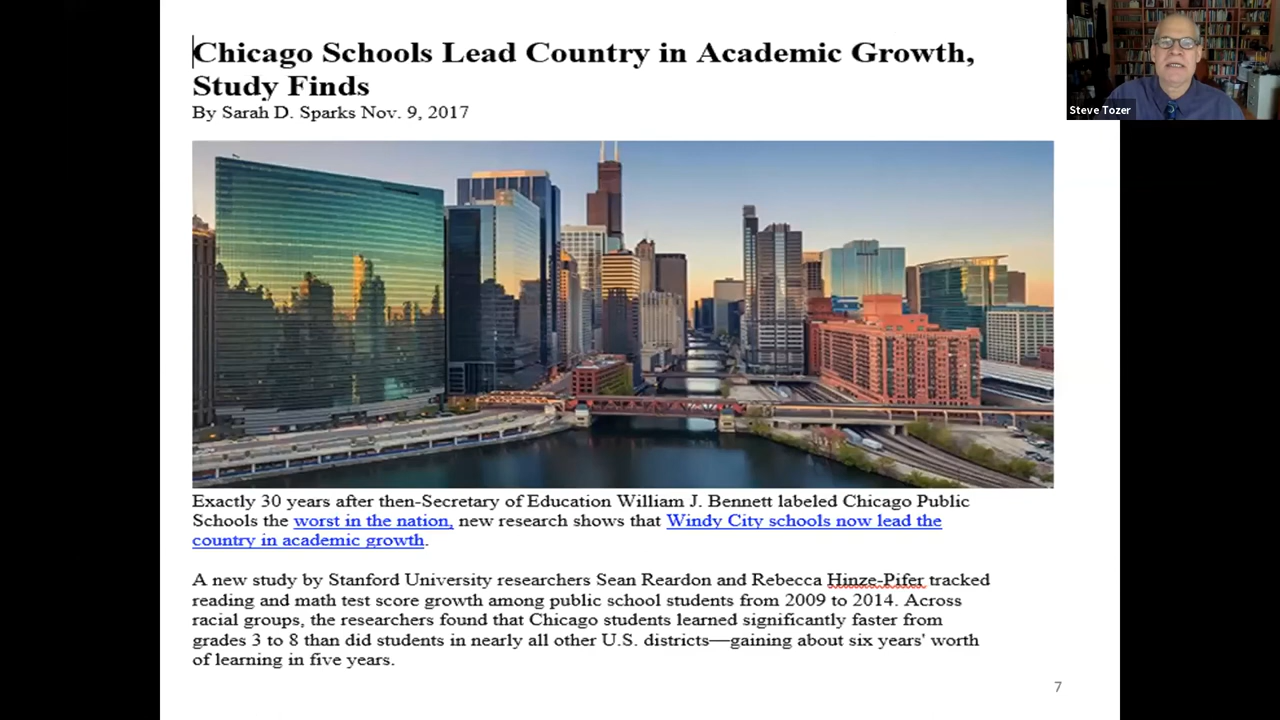 Chicago Schools Lead Country in Academic Growth,
Study Finds
By Sarah D. Sparks Nov. 9, 2017
Steve Tozer
Exactly 30 years after then-Secretary of Education William J. Bennett labeled Chicago Public
Schools the worst in the nation, new research shows that Windy City schools now lead the
country in academic growth.
A new study by Stanford University researchers Sean Reardon and Rebecca Hinze-Pifer tracked
reading and math test score growth among public school students from 2009 to 2014. Across
racial groups, the researchers found that Chicago students learned significantly faster from
grades 3 to 8 than did students in nearly all other U.S. districts—gaining about six years' worth
of learning in five years.
7